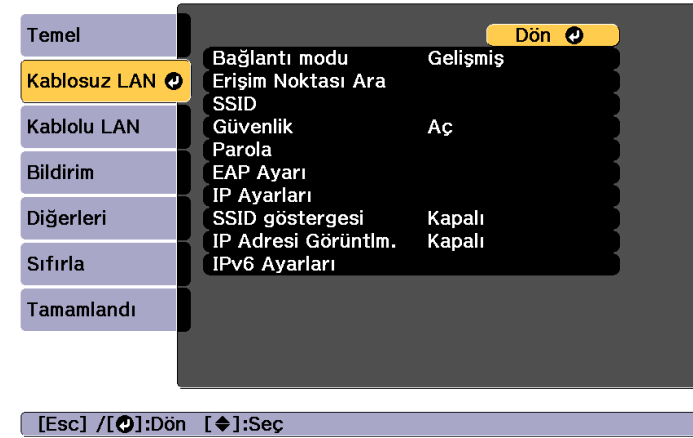 Temel
Kablosuz LAN
Kablolu LAN
Bildirim
Diğerleri
Sıfırla
Tamamlandı
Dön
Bağlantı modu Gelişmiş
Erişim Noktası Ara
SSID
Güvenlik Aç
Parola
EAP Ayarı
IP Ayarları
SSID göstergesi Kapalı
IP Adresi Görüntlm. Kapalı
IPv6 Ayarları
[Esc] /[⏎]:Dön [◆]:Seç